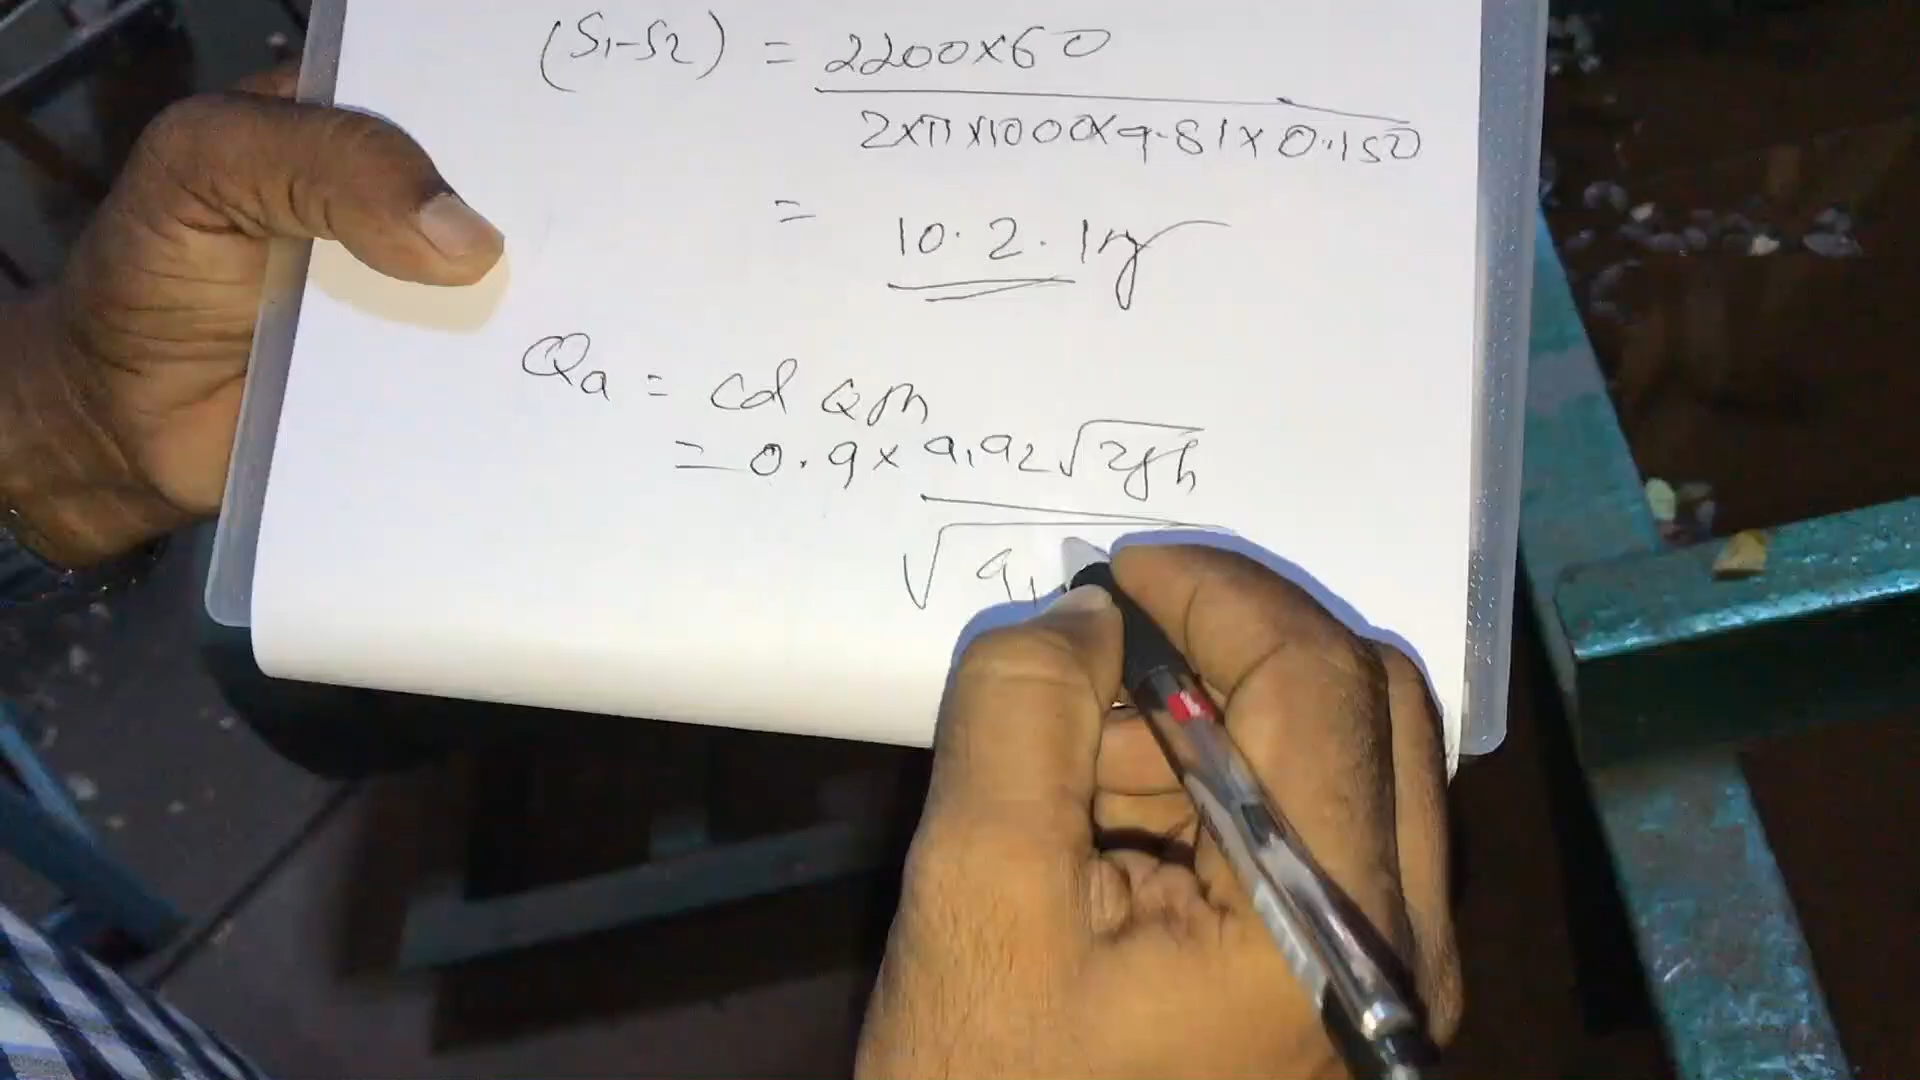 (S1-S2) = 2200×60
2×π×1000×9.81×0.150
= 10.2. kg
Qa = cd Qth
= 0.9× a1a2√2gh
√a1